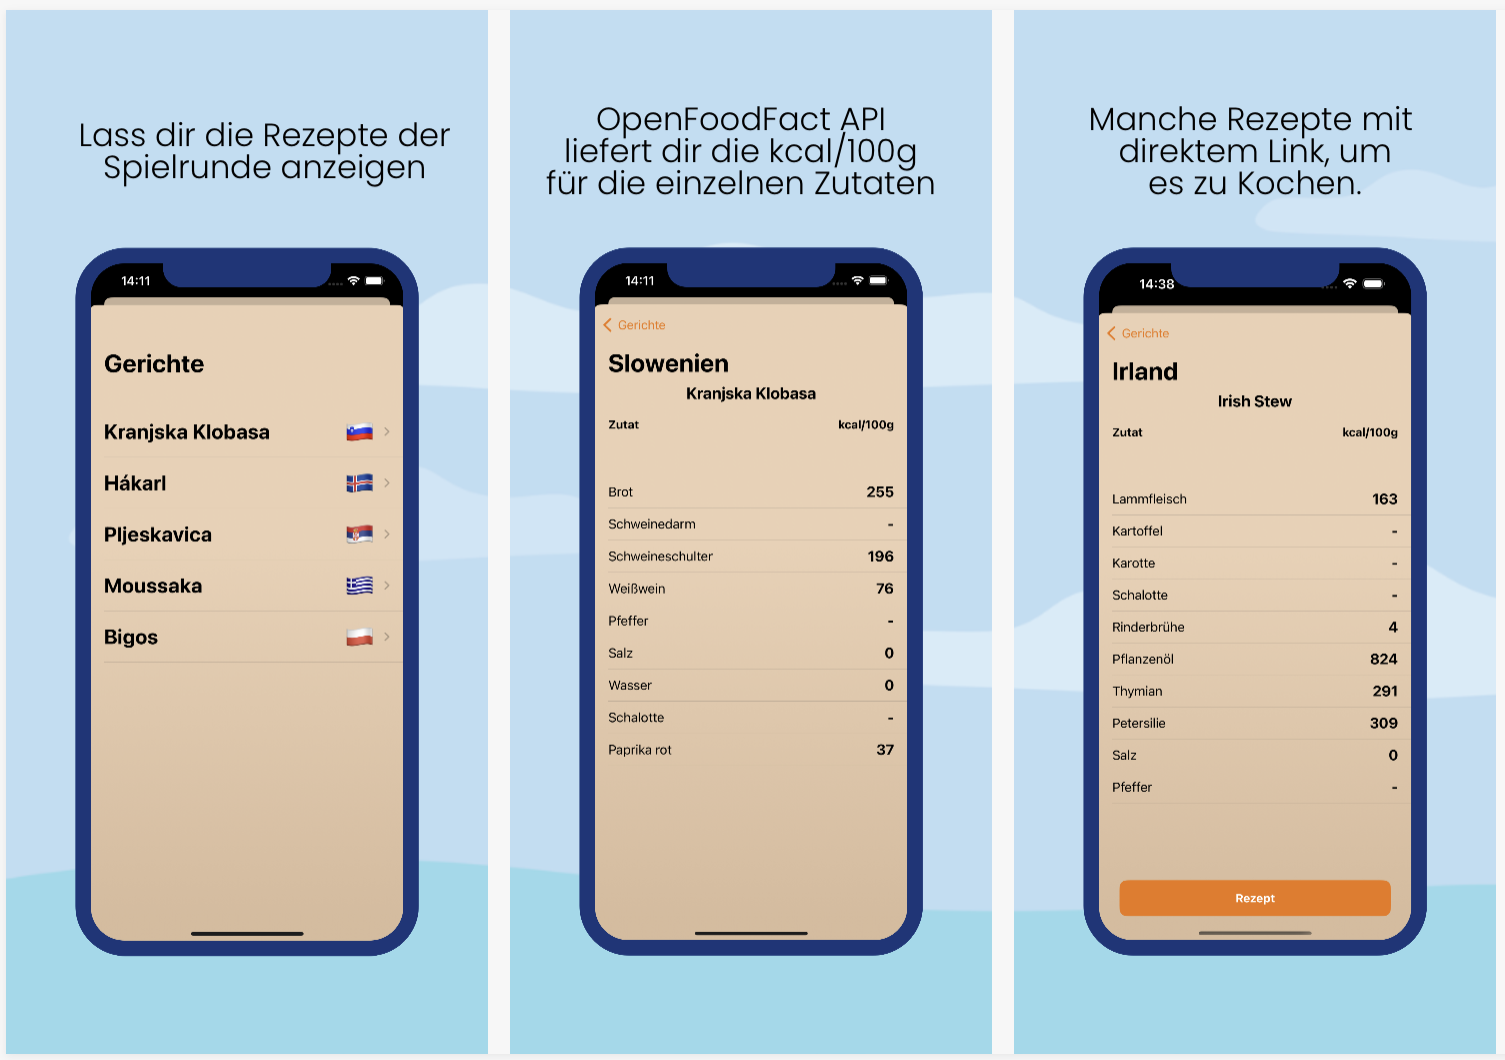 Lass dir die Rezepte der
Spielrunde anzeigen
14:11
Gerichte
Kranjska Klobasa
Hákarl
Pljeskavica
Moussaka
Bigos
OpenFoodFact API
liefert dir die kcal/100g
für die einzelnen Zutaten
14:11
Gerichte
Slowenien
Kranjska Klobasa
Zutat kcal/100g
Brot 255
Schweinedarm -
Schweineschulter 196
Weißwein 76
Pfeffer -
Salz 0
Wasser 0
Schalotte -
Paprika rot 37
Manche Rezepte mit
direktem Link, um
es zu Kochen.
14:38
Gerichte
Irland
Irish Stew
Zutat kcal/100g
Lammfleisch 163
Kartoffel -
Karotte -
Schalotte -
Rinderbrühe 4
Pflanzenöl 824
Thymian 291
Petersilie 309
Salz 0
Pfeffer -
Rezept